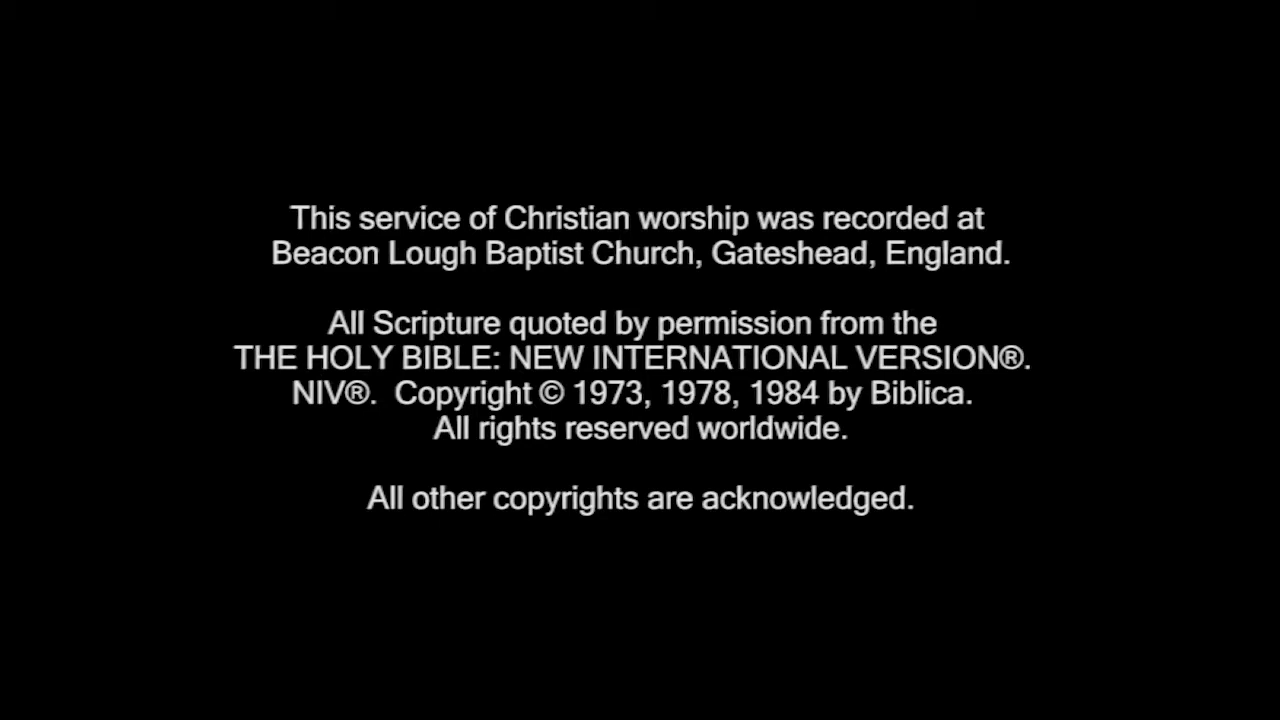 This service of Christian worship was recorded at
Beacon Lough Baptist Church, Gateshead, England.
All Scripture quoted by permission from the
THE HOLY BIBLE: NEW INTERNATIONAL VERSION®.
NIV®.  Copyright © 1973, 1978, 1984 by Biblica.
All rights reserved worldwide.
All other copyrights are acknowledged.